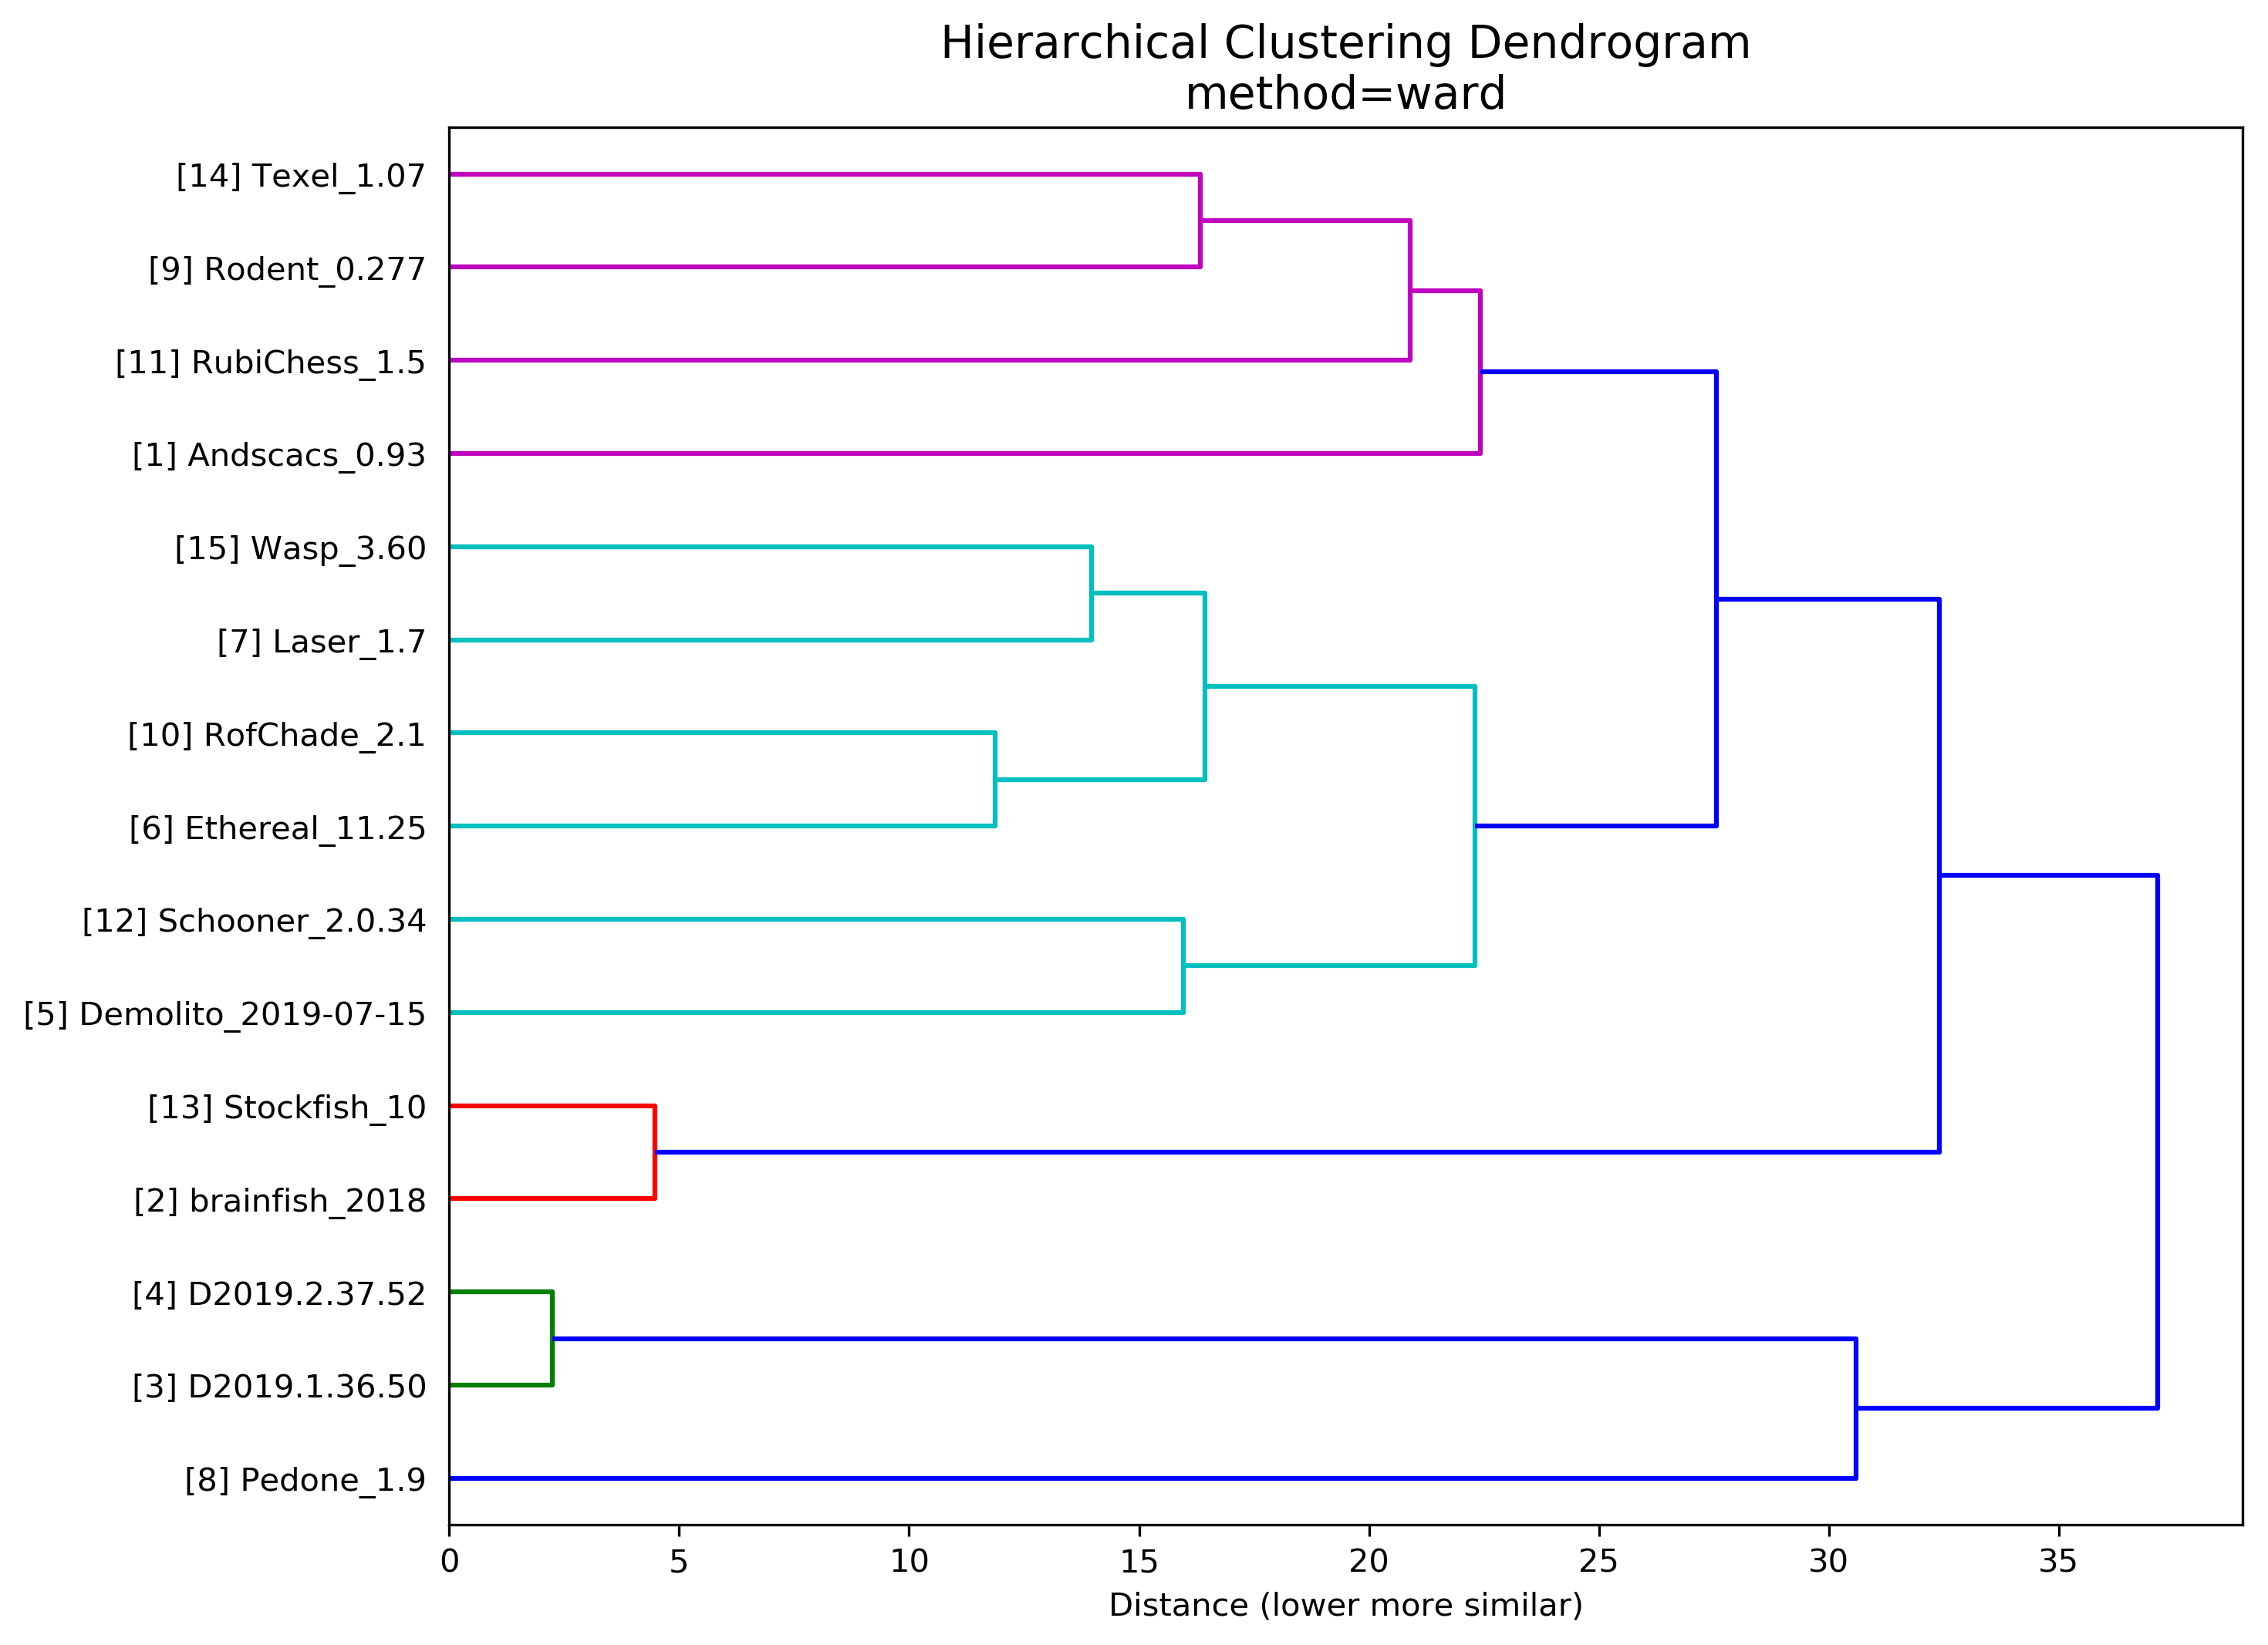 Hierarchical Clustering Dendrogram
method=ward
[14] Texel_1.07
[9] Rodent_0.277
[11] RubiChess_1.5
[1] Andscacs_0.93
[15] Wasp_3.60
[7] Laser_1.7
[10] RofChade_2.1
[6] Ethereal_11.25
[12] Schooner_2.0.34
[5] Demolito_2019-07-15
[13] Stockfish_10
[2] brainfish_2018
[4] D2019.2.37.52
[3] D2019.1.36.50
[8] Pedone_1.9
0 5 10 15 20 25 30 35
Distance (lower more similar)